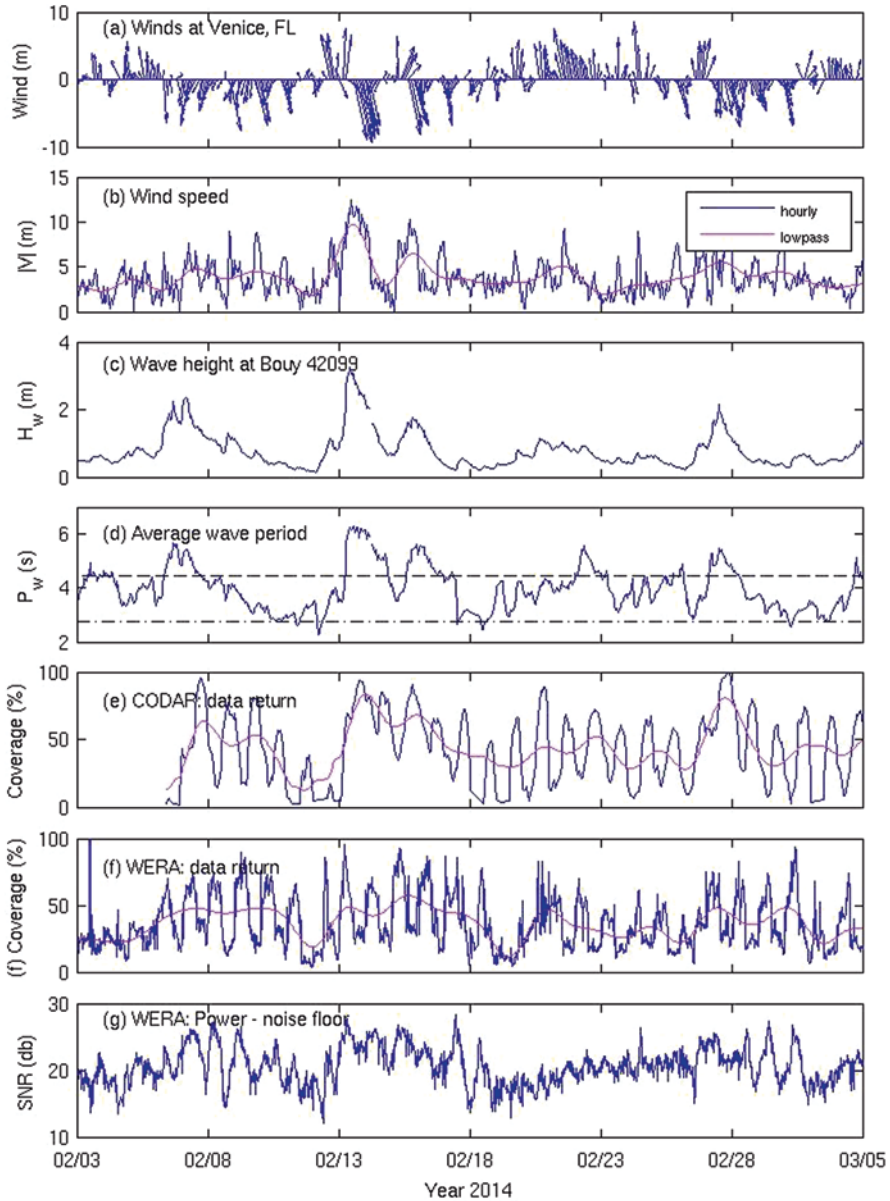 10
(a) Winds at Venice, FL
Wind (m)
0
-10
15
(b) Wind speed
hourly
lowpass
10
|V| (m)
5
0
4
(c) Wave height at Bouy 42099
H_w (m)
2
0
(d) Average wave period
6
P_w (s)
4
2
100
(e) CODAR: data return
Coverage (%)
50
0
100
(f) WERA: data return
(f) Coverage (%)
50
0
30
(g) WERA: Power - noise floor
SNR (db)
20
10
02/03 02/08 02/13 02/18 02/23 02/28 03/05
Year 2014